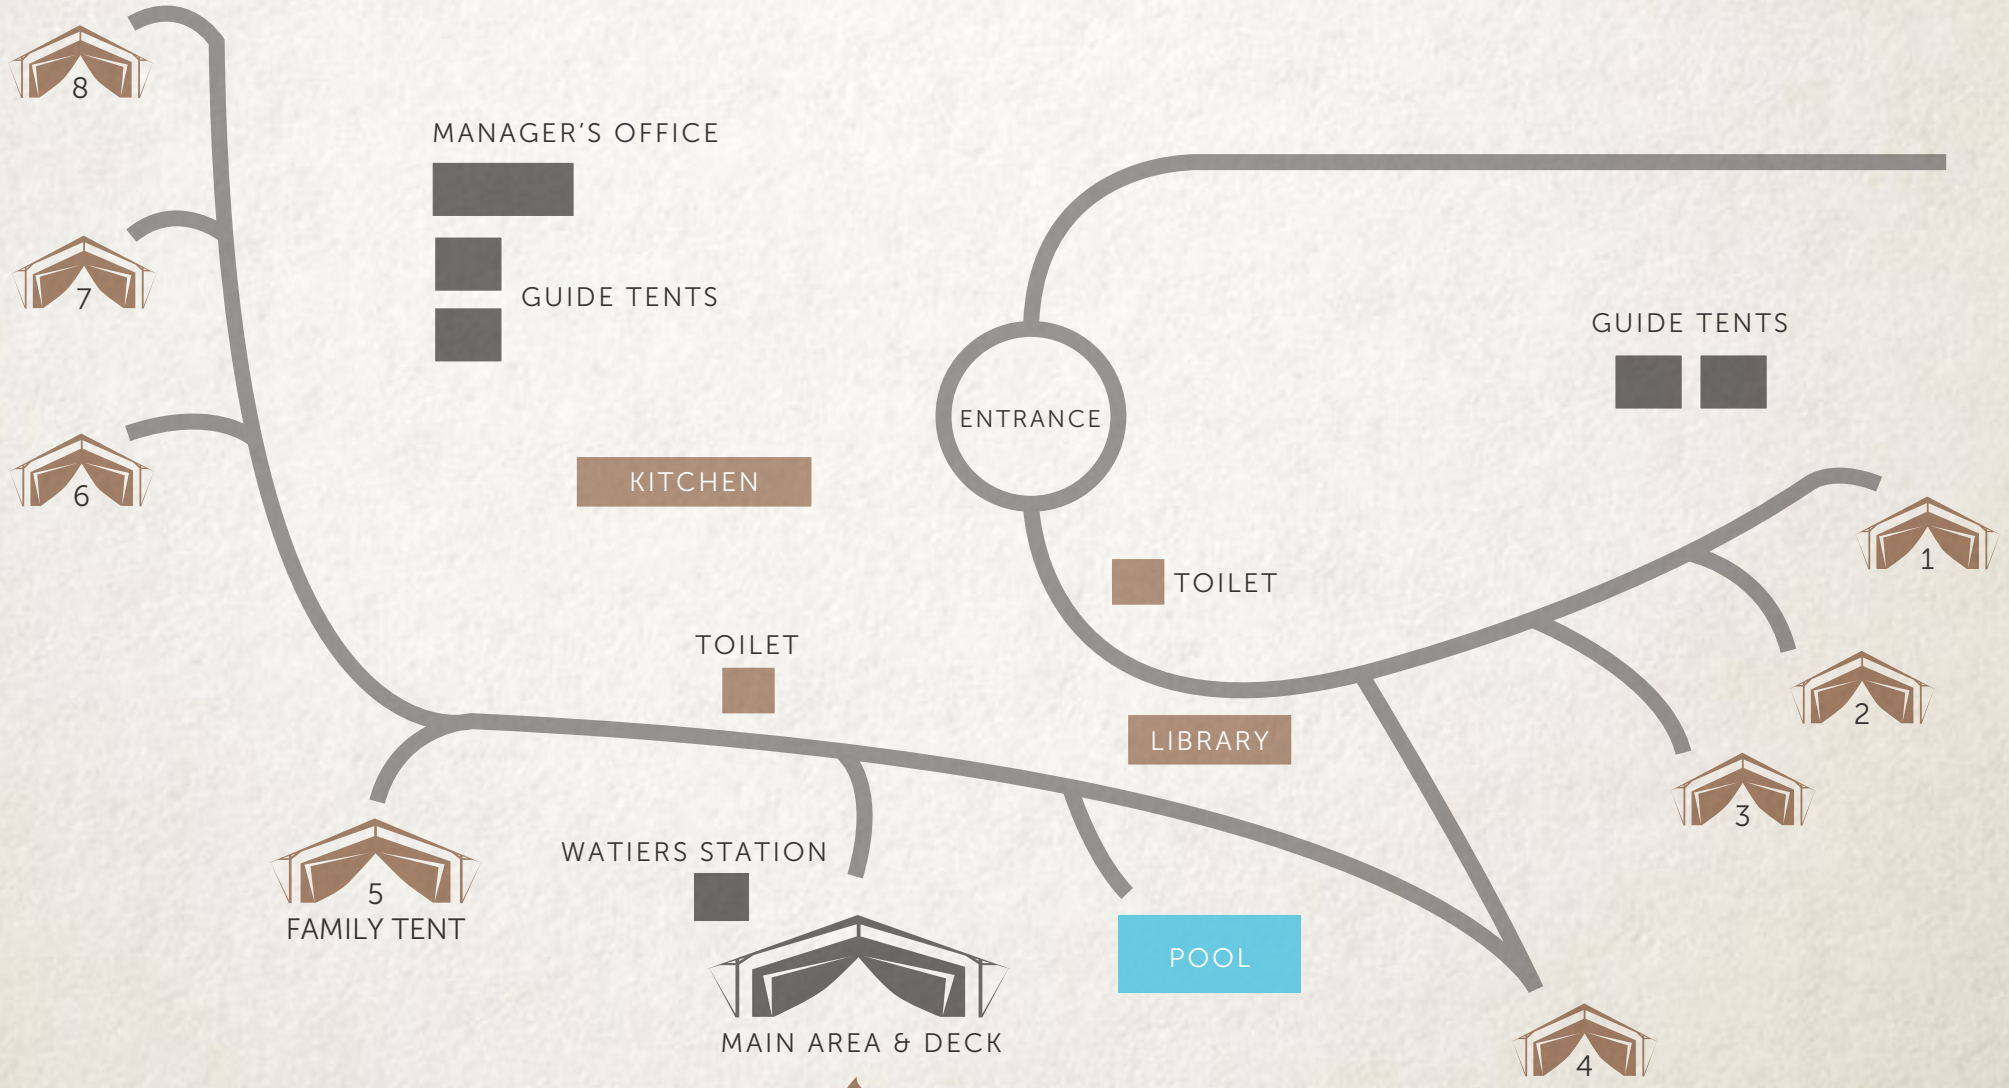 8
MANAGER’S OFFICE
7
GUIDE TENTS
GUIDE TENTS
ENTRANCE
KITCHEN
6
1
TOILET
TOILET
2
LIBRARY
3
WATIERS STATION
5
FAMILY TENT
POOL
MAIN AREA & DECK
4